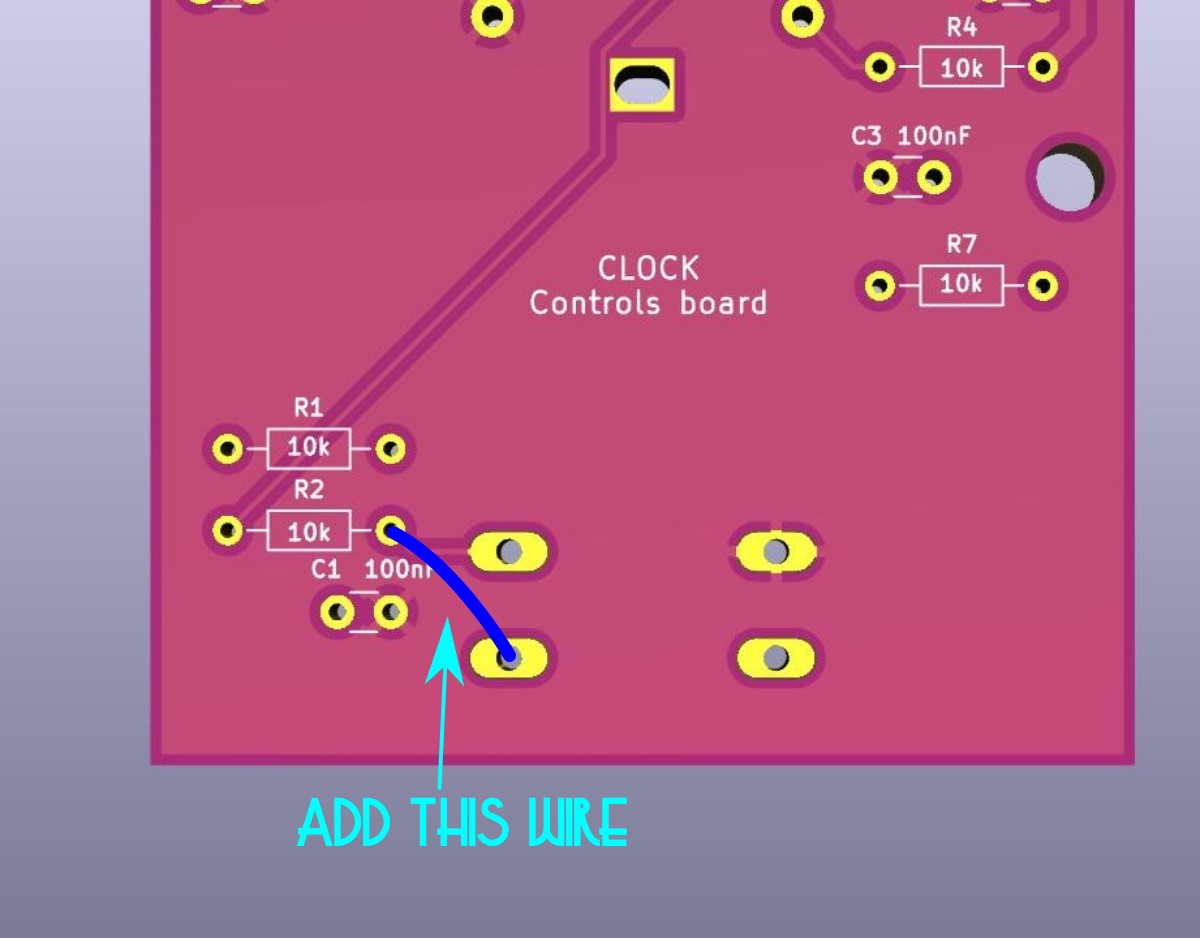 R4
10k
C3 100nF
R7
10k
CLOCK
Controls board
R1
10k
R2
10k
C1 100nF
ADD THIS WIRE